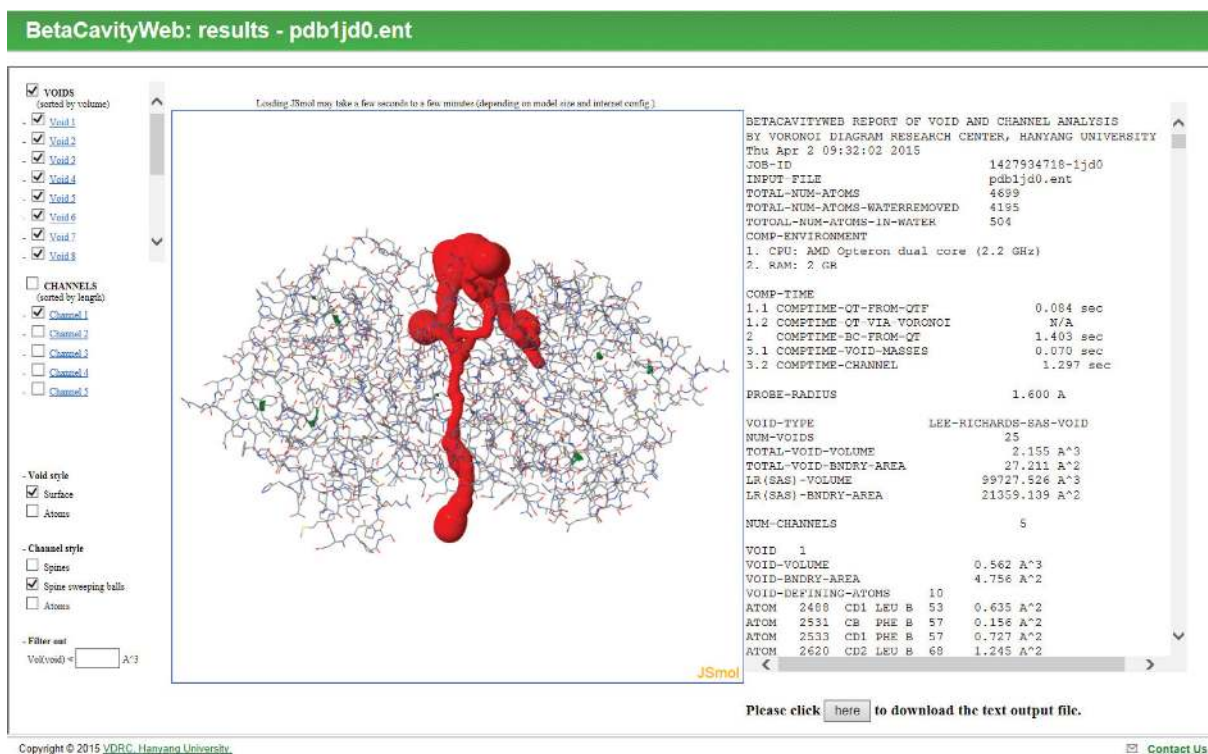 BetaCavityWeb: results - pdb1jd0.ent
VOIDS
(sorted by volume)
- Void 1
- Void 2
- Void 3
- Void 4
- Void 5
- Void 6
- Void 7
- Void 8
CHANNELS
(sorted by length)
- Channel 1
- Channel 2
- Channel 3
- Channel 4
- Channel 5
- Void style
Surface
Atoms
- Channel style
Spines
Spine sweeping balls
Atoms
- Filter out
Vol(void) < A^3
Loading JSmol may take a few seconds to a few minutes (depending on model size and internet config.)
JSmol
BETACAVITYWEB REPORT OF VOID AND CHANNEL ANALYSIS
BY VORONOI DIAGRAM RESEARCH CENTER, HANYANG UNIVERSITY
Thu Apr 2 09:32:02 2015
JOB-ID 1427934718-1jd0
INPUT-FILE pdb1jd0.ent
TOTAL-NUM-ATOMS 4699
TOTAL-NUM-ATOMS-WATERREMOVED 4195
TOTOAL-NUM-ATOMS-IN-WATER 504
COMP-ENVIRONMENT
1. CPU: AMD Opteron dual core (2.2 GHz)
2. RAM: 2 GB
COMP-TIME
1.1 COMPTIME-QT-FROM-QTF 0.084 sec
1.2 COMPTIME-QT-VIA-VORONOI N/A
2 COMPTIME-BC-FROM-QT 1.403 sec
3.1 COMPTIME-VOID-MASSES 0.070 sec
3.2 COMPTIME-CHANNEL 1.297 sec
PROBE-RADIUS 1.600 A
VOID-TYPE LEE-RICHARDS-SAS-VOID
NUM-VOIDS 25
TOTAL-VOID-VOLUME 2.155 A^3
TOTAL-VOID-BNDRY-AREA 27.211 A^2
LR(SAS)-VOLUME 99727.526 A^3
LR(SAS)-BNDRY-AREA 21359.139 A^2
NUM-CHANNELS 5
VOID 1
VOID-VOLUME 0.562 A^3
VOID-BNDRY-AREA 4.756 A^2
VOID-DEFINING-ATOMS 10
ATOM 2488 CD1 LEU B 53 0.635 A^2
ATOM 2531 CB PHE B 57 0.156 A^2
ATOM 2533 CD1 PHE B 57 0.727 A^2
ATOM 2620 CD2 LEU B 68 1.245 A^2
Please click here to download the text output file.
Copyright © 2015 VDRC, Hanyang University.
Contact Us